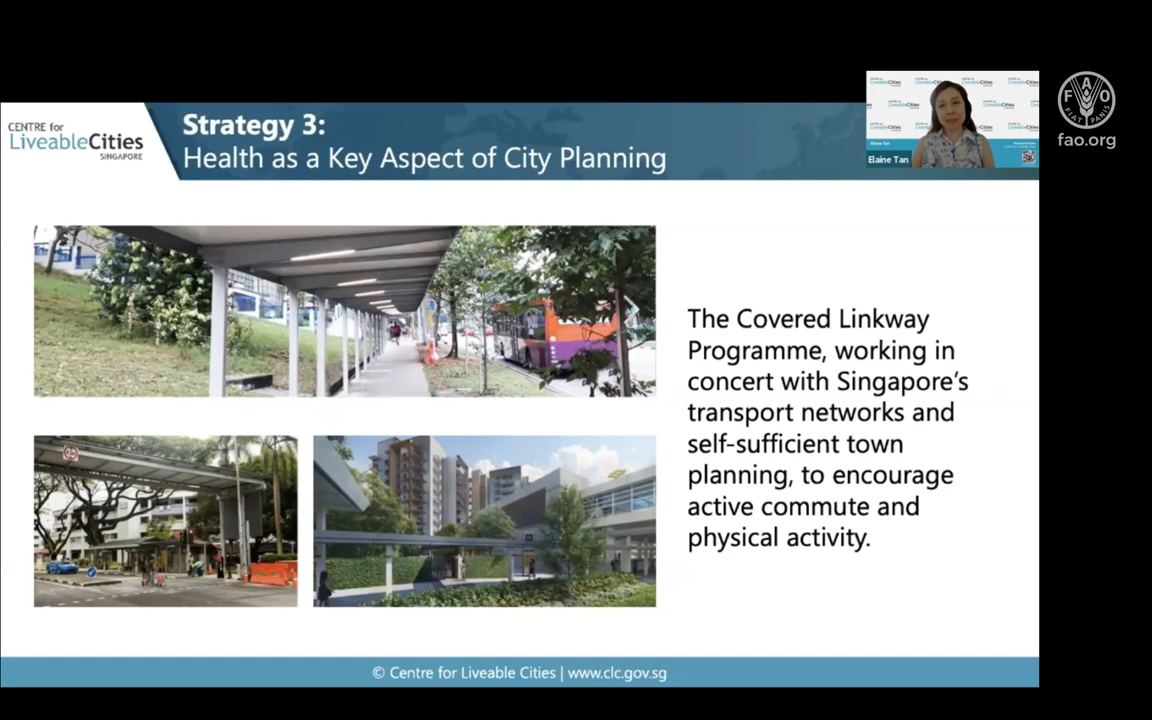 CENTRE for
LiveableCities
SINGAPORE
Strategy 3:
Health as a Key Aspect of City Planning
Elaine Tan
F A O
FIAT PANIS
fao.org
The Covered Linkway
Programme, working in
concert with Singapore's
transport networks and
self-sufficient town
planning, to encourage
active commute and
physical activity.
© Centre for Liveable Cities | www.clc.gov.sg